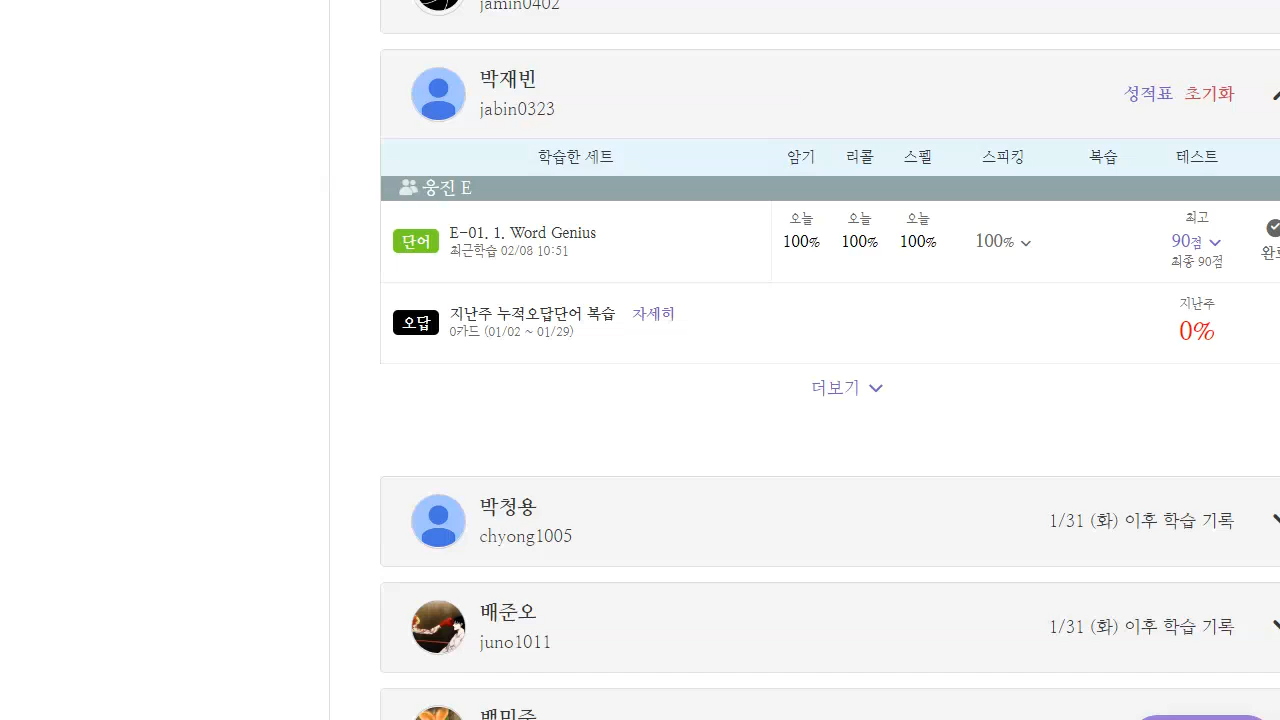 jamin0402
박재빈
jabin0323
성적표 초기화
학습한 세트 암기 리콜 스펠 스피킹 복습 테스트
웅진 E
단어 E-01. 1. Word Genius
최근학습 02/08 10:51
오늘 오늘 오늘 최고
100% 100% 100% 100% 90점
최종 90점
오답 지난주 누적오답단어 복습 자세히
0카드 (01/02 ~ 01/29)
지난주
0%
더보기
박청용
chyong1005
1/31 (화) 이후 학습 기록
배준오
juno1011
1/31 (화) 이후 학습 기록